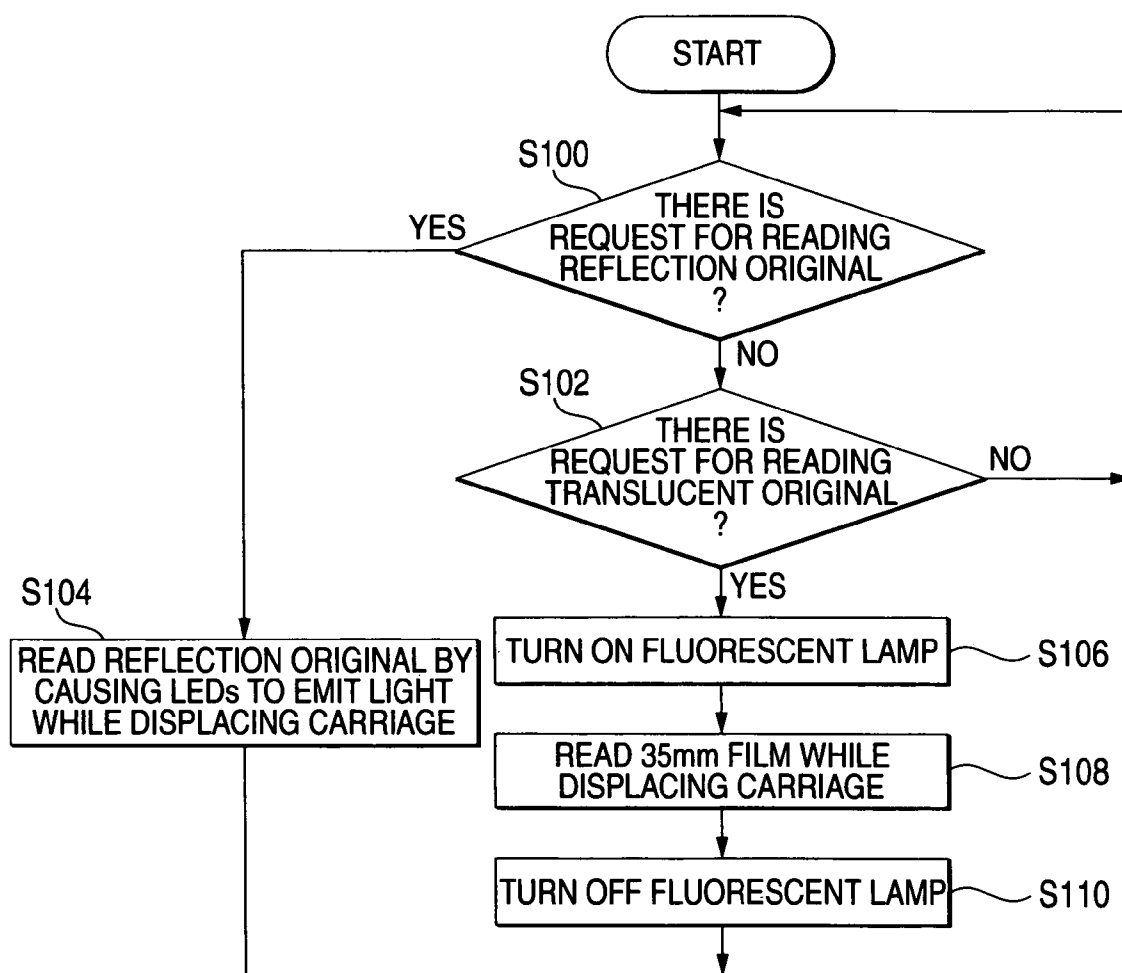 START
S100
THERE IS
REQUEST FOR READING
REFLECTION ORIGINAL
?
YES
NO
S102
THERE IS
REQUEST FOR READING
TRANSLUCENT ORIGINAL
?
NO
YES
S104
READ REFLECTION ORIGINAL BY
CAUSING LEDs TO EMIT LIGHT
WHILE DISPLACING CARRIAGE
TURN ON FLUORESCENT LAMP
S106
READ 35mm FILM WHILE
DISPLACING CARRIAGE
S108
TURN OFF FLUORESCENT LAMP
S110